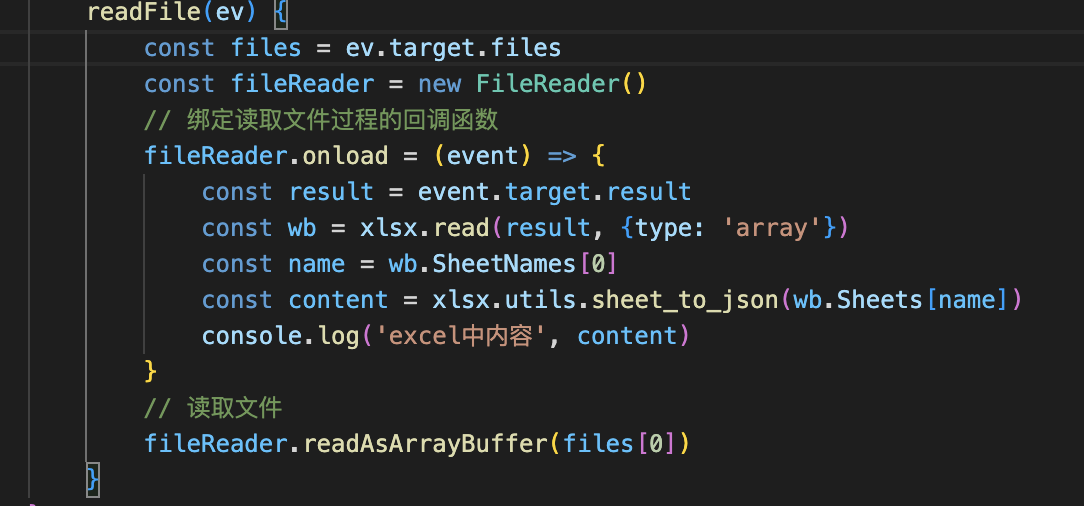 readFile(ev) {
const files = ev.target.files
const fileReader = new FileReader()
// 绑定读取文件过程的回调函数
fileReader.onload = (event) => {
const result = event.target.result
const wb = xlsx.read(result, {type: 'array'})
const name = wb.SheetNames[0]
const content = xlsx.utils.sheet_to_json(wb.Sheets[name])
console.log('excel中内容', content)
}
// 读取文件
fileReader.readAsArrayBuffer(files[0])
}